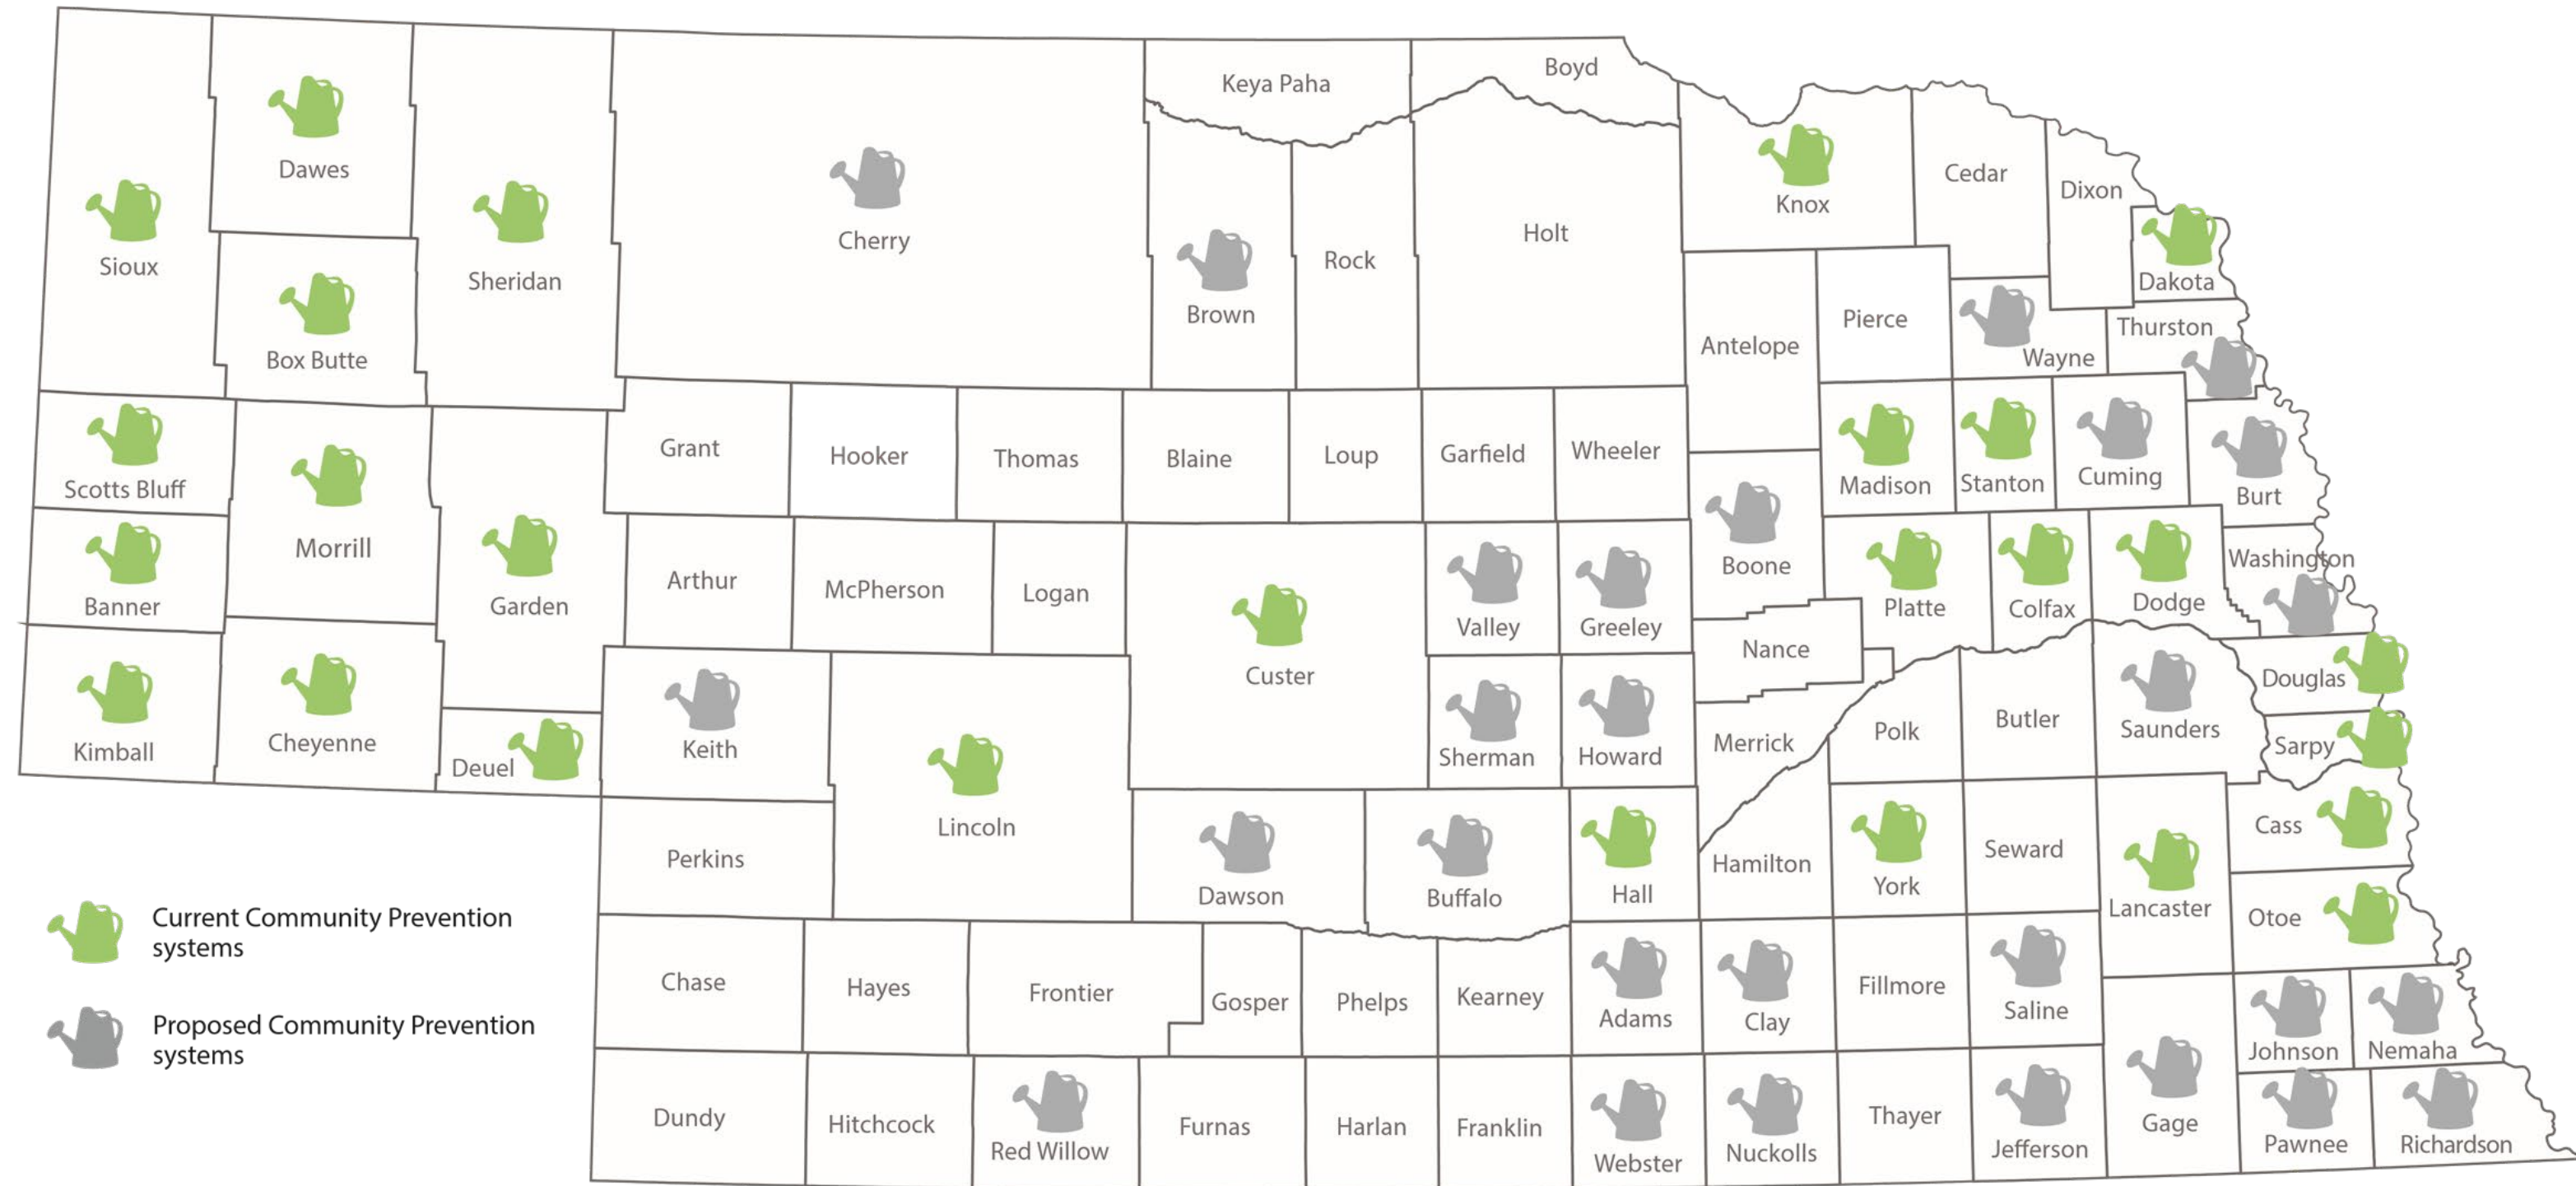 Keya Paha
Boyd
Dawes
Sioux
Sheridan
Cherry
Knox
Cedar
Dixon
Holt
Rock
Brown
Box Butte
Dakota
Antelope
Pierce
Wayne
Thurston
Scotts Bluff
Morrill
Grant
Hooker
Thomas
Blaine
Loup
Garfield
Wheeler
Madison
Stanton
Cuming
Burt
Banner
Garden
Arthur
McPherson
Logan
Custer
Valley
Greeley
Boone
Platte
Colfax
Dodge
Washington
Nance
Kimball
Cheyenne
Deuel
Keith
Lincoln
Sherman
Howard
Merrick
Polk
Butler
Saunders
Douglas
Sarpy
Perkins
Dawson
Buffalo
Hall
Hamilton
York
Seward
Lancaster
Cass
Otoe
Current Community Prevention
systems
Proposed Community Prevention
systems
Chase
Hayes
Frontier
Gosper
Phelps
Kearney
Adams
Clay
Fillmore
Saline
Johnson
Nemaha
Dundy
Hitchcock
Red Willow
Furnas
Harlan
Franklin
Webster
Nuckolls
Thayer
Jefferson
Gage
Pawnee
Richardson